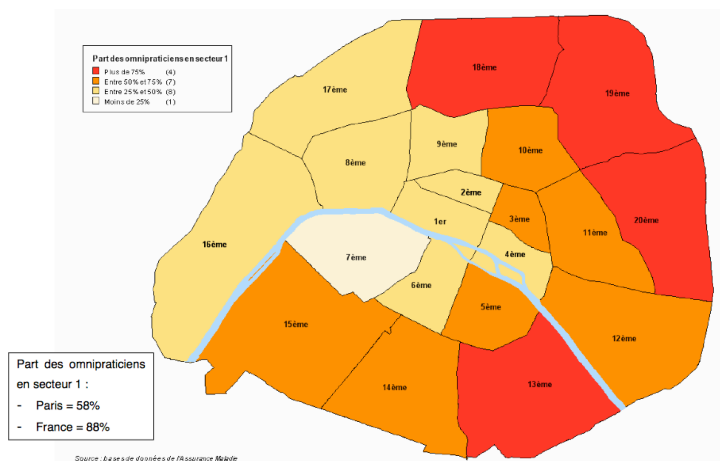 Part des omnipraticiens en secteur 1
Plus de 75% (4)
Entre 50% et 75% (7)
Entre 25% et 50% (8)
Moins de 25% (1)
18ème
19ème
17ème
9ème
10ème
8ème
2ème
1er
3ème
20ème
11ème
16ème
7ème
4ème
6ème
5ème
15ème
12ème
14ème
13ème
Part des omnipraticiens
en secteur 1 :
- Paris = 58%
- France = 88%
Source : bases de données de l'Assurance Maladie